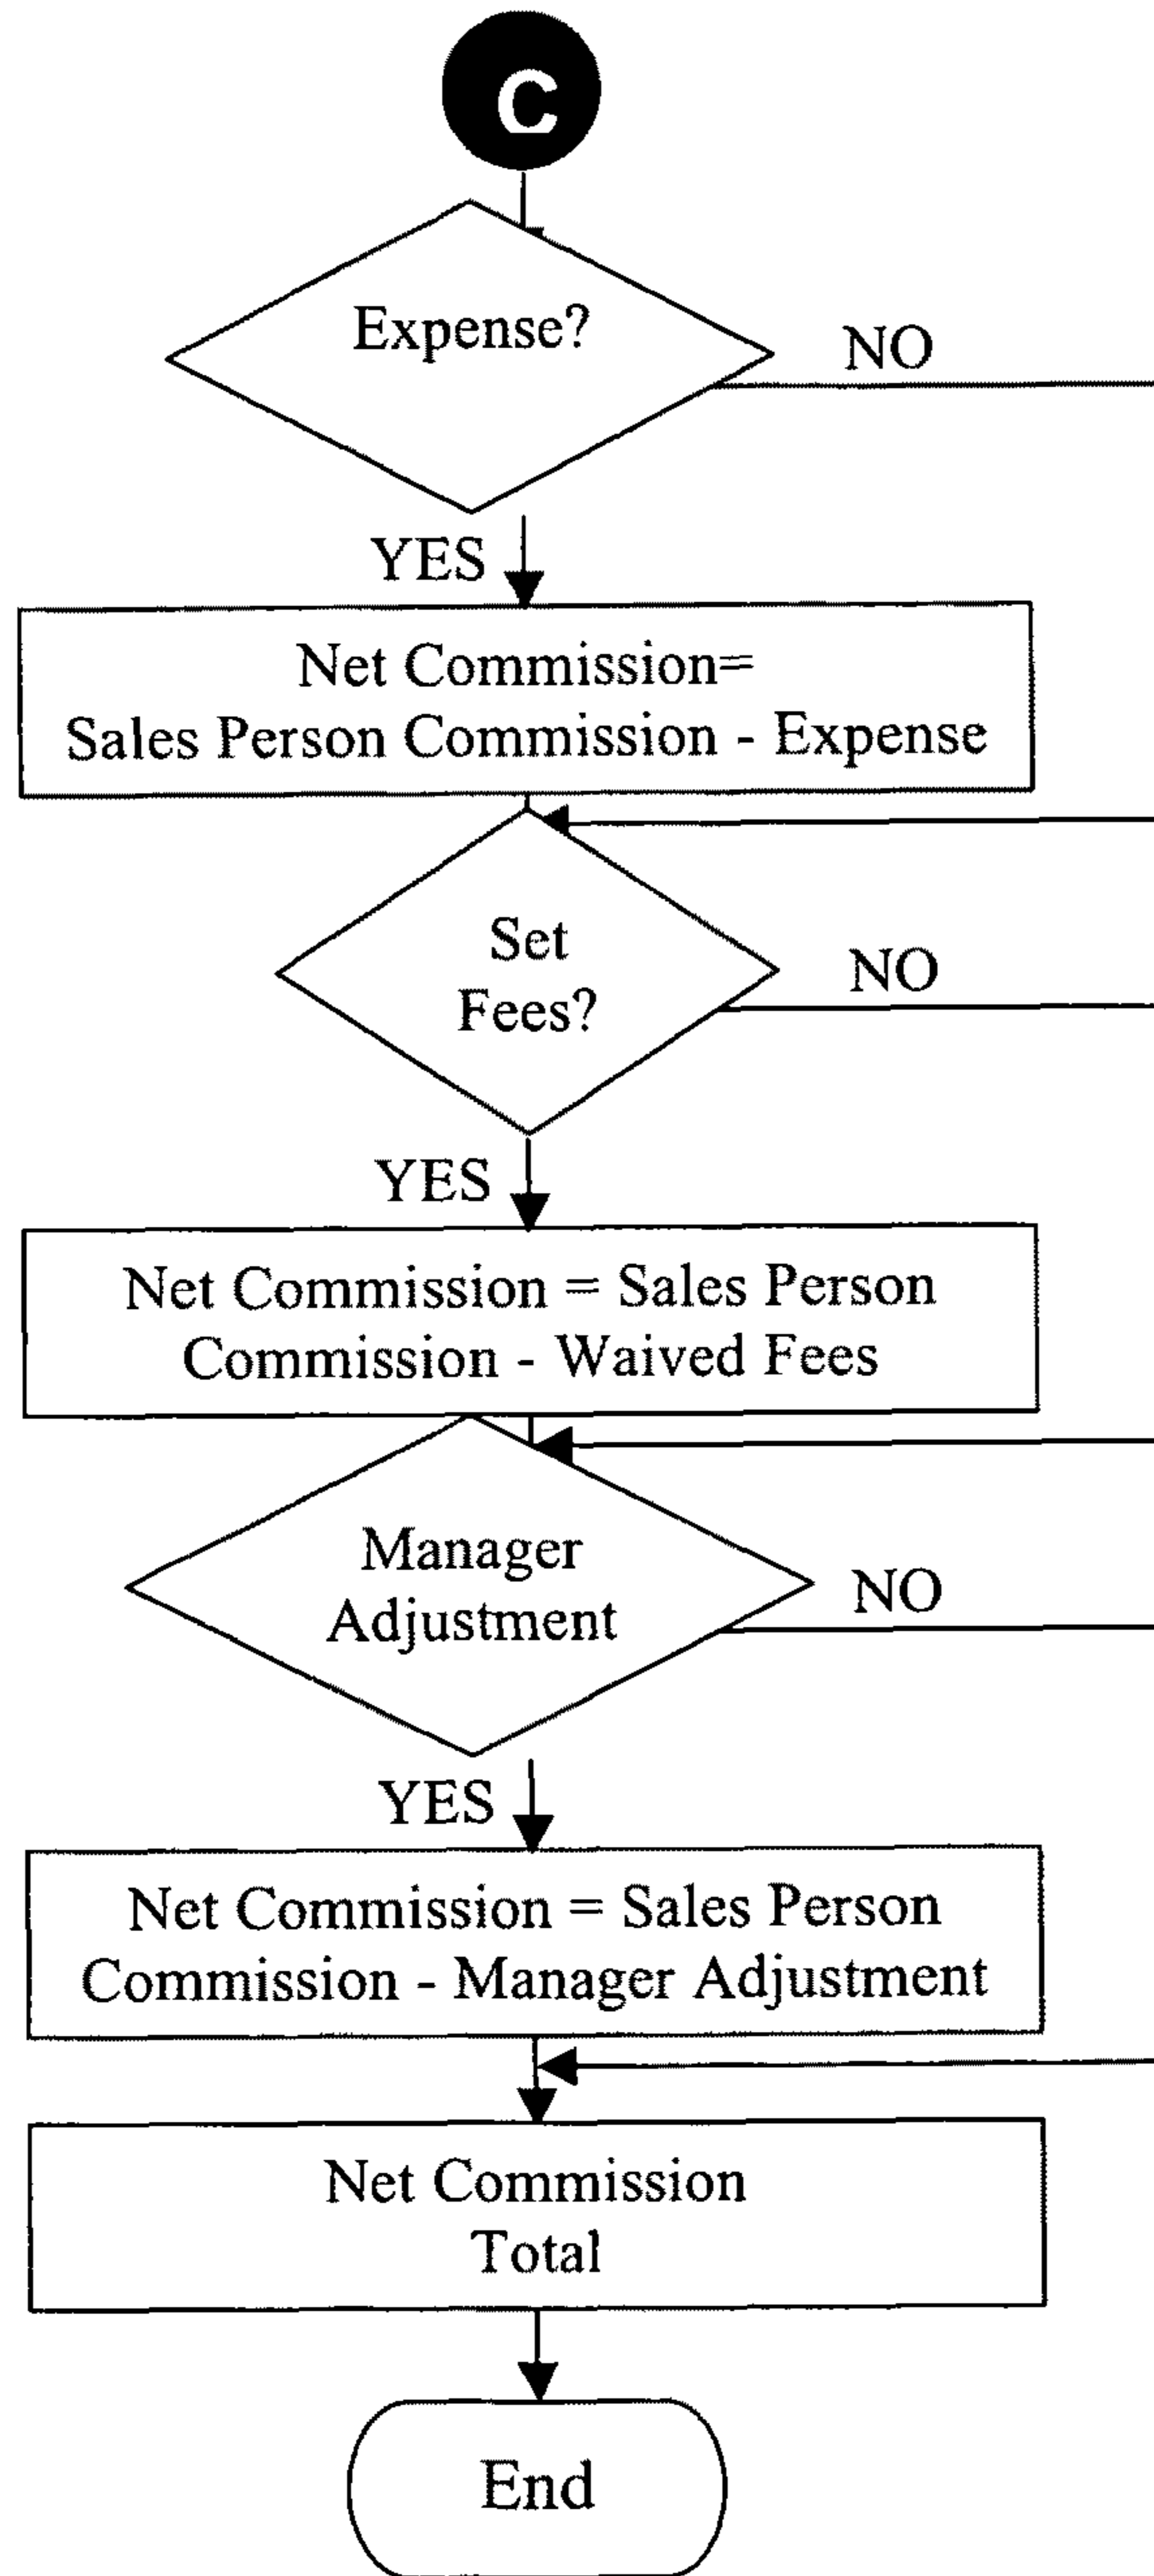 C
Expense?
NO
YES
Net Commission=
Sales Person Commission - Expense
Set
Fees?
NO
YES
Net Commission = Sales Person
Commission - Waived Fees
Manager
Adjustment
NO
YES
Net Commission = Sales Person
Commission - Manager Adjustment
Net Commission
Total
End